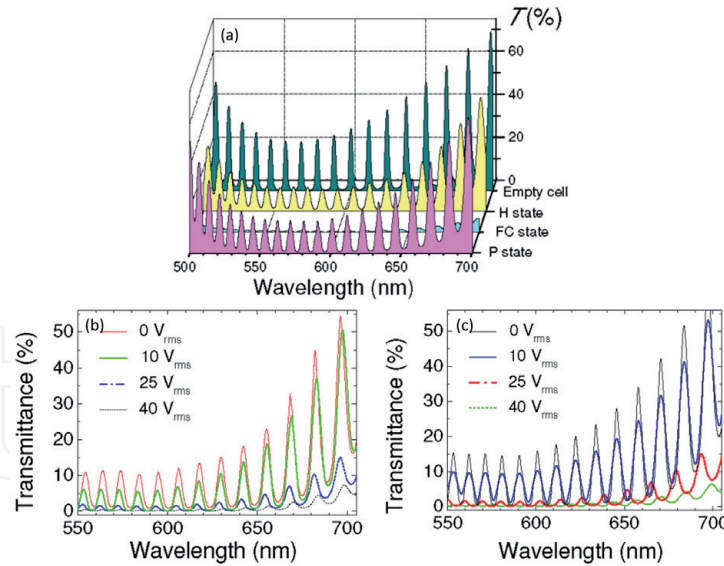 (a)
T(%)
60
40
20
0
Empty cell
H state
FC state
P state
500 550 600 650 700
Wavelength (nm)
(b)
0 Vrms
10 Vrms
25 Vrms
40 Vrms
50
40
30
20
10
0
Transmittance (%)
550 600 650 700
Wavelength (nm)
(c)
0 Vrms
10 Vrms
25 Vrms
40 Vrms
50
40
30
20
10
0
Transmittance (%)
550 600 650 700
Wavelength (nm)